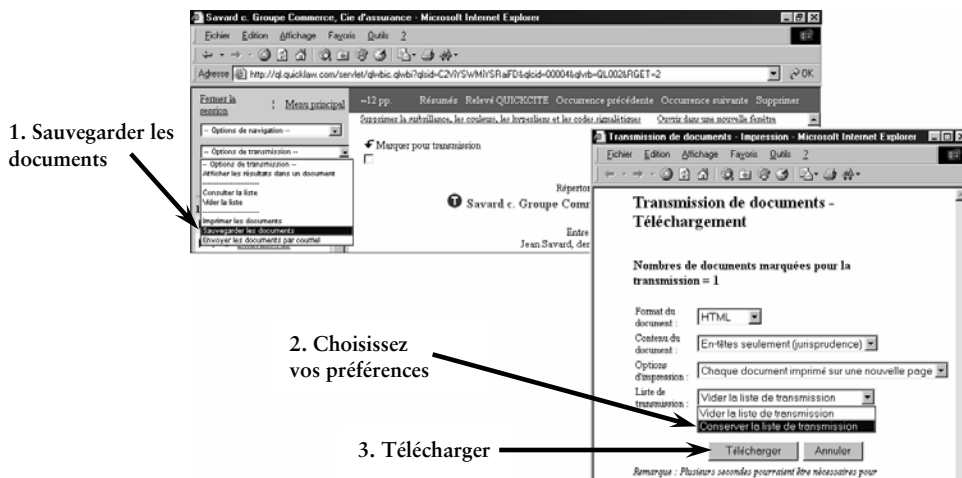 Savard c. Groupe Commerce, Cie d'assurance - Microsoft Internet Explorer
Fichier Edition Affichage Favoris Outils ?
Adresse http://ql.quicklaw.com/servlet/qlwbic.qlwbi?qlsid=C2ViYSWMiYSRaiFD&qlcid=00004&qlvb=QL002&RGET=2 OK
Fermer la session ¦ Menu principal
~12 pp. Résumés Relevé QUICKCITE Occurrence précédente Occurrence suivante Supprimer
-- Options de navigation --
Supprimer la surbrillance, les couleurs, les hyperliens et les codes signalétiques Ouvrir dans une nouvelle fenêtre
1. Sauvegarder les
documents
-- Options de transmission --
-- Options de transmission --
Afficher les résultats dans un document
--------------------
Consulter la liste
Vider la liste
--------------------
Imprimer les documents
Sauvegarder les documents
Envoyer les documents par courriel
Marquer pour transmission
Répertor
T Savard c. Groupe Comm
Entre
Jean Savard, der
Transmission de documents - Impression - Microsoft Internet Explorer
Fichier Edition Affichage Favoris Outils ?
Transmission de documents -
Téléchargement
Nombres de documents marquées pour la
transmission = 1
Format du
document : HTML
Contenu du
document : En-têtes seulement (jurisprudence)
Options
d'impression : Chaque document imprimé sur une nouvelle page
Liste de
transmission : Vider la liste de transmission
Vider la liste de transmission
Conserver la liste de transmission
2. Choisissez
vos préférences
3. Télécharger
Télécharger Annuler
Remarque : Plusieurs secondes pourraient être nécessaires pour